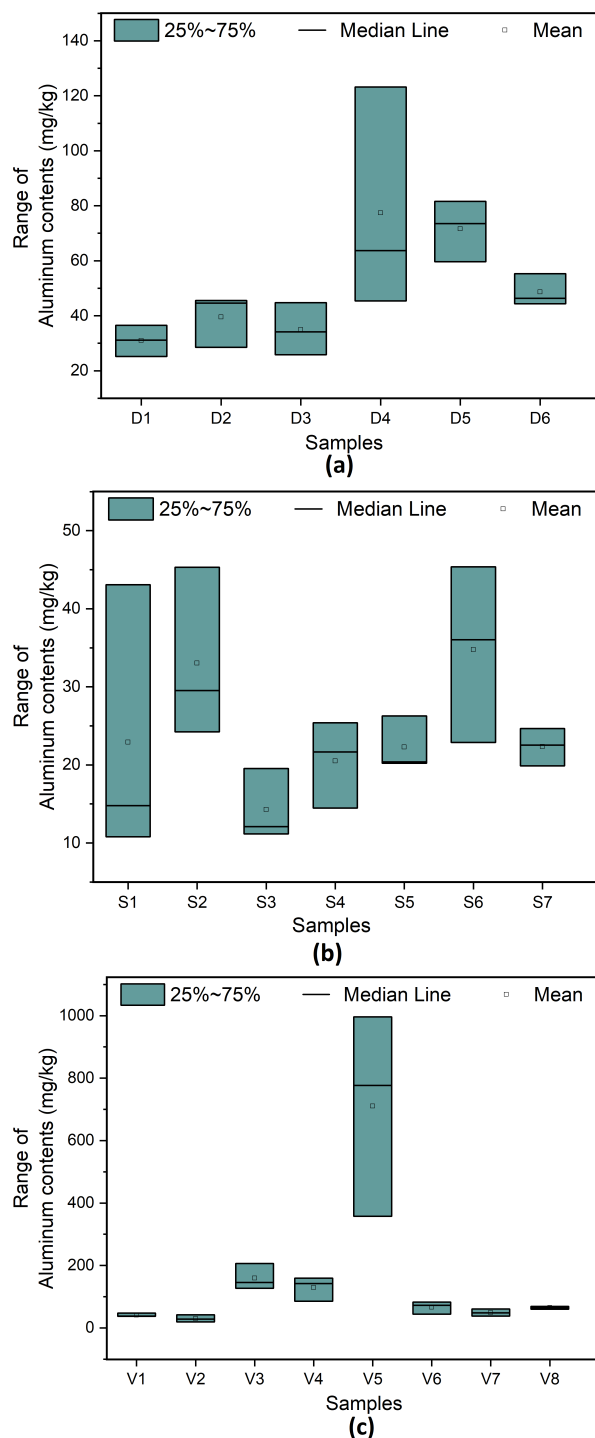 25%~75% Median Line Mean
140
120
100
80
60
40
20
Range of
Aluminum contents (mg/kg)
D1 D2 D3 D4 D5 D6
Samples
(a)
25%~75% Median Line Mean
50
40
30
20
10
Range of
Aluminum contents (mg/kg)
S1 S2 S3 S4 S5 S6 S7
Samples
(b)
25%~75% Median Line Mean
1000
800
600
400
200
0
Range of
Aluminum contents (mg/kg)
V1 V2 V3 V4 V5 V6 V7 V8
Samples
(c)